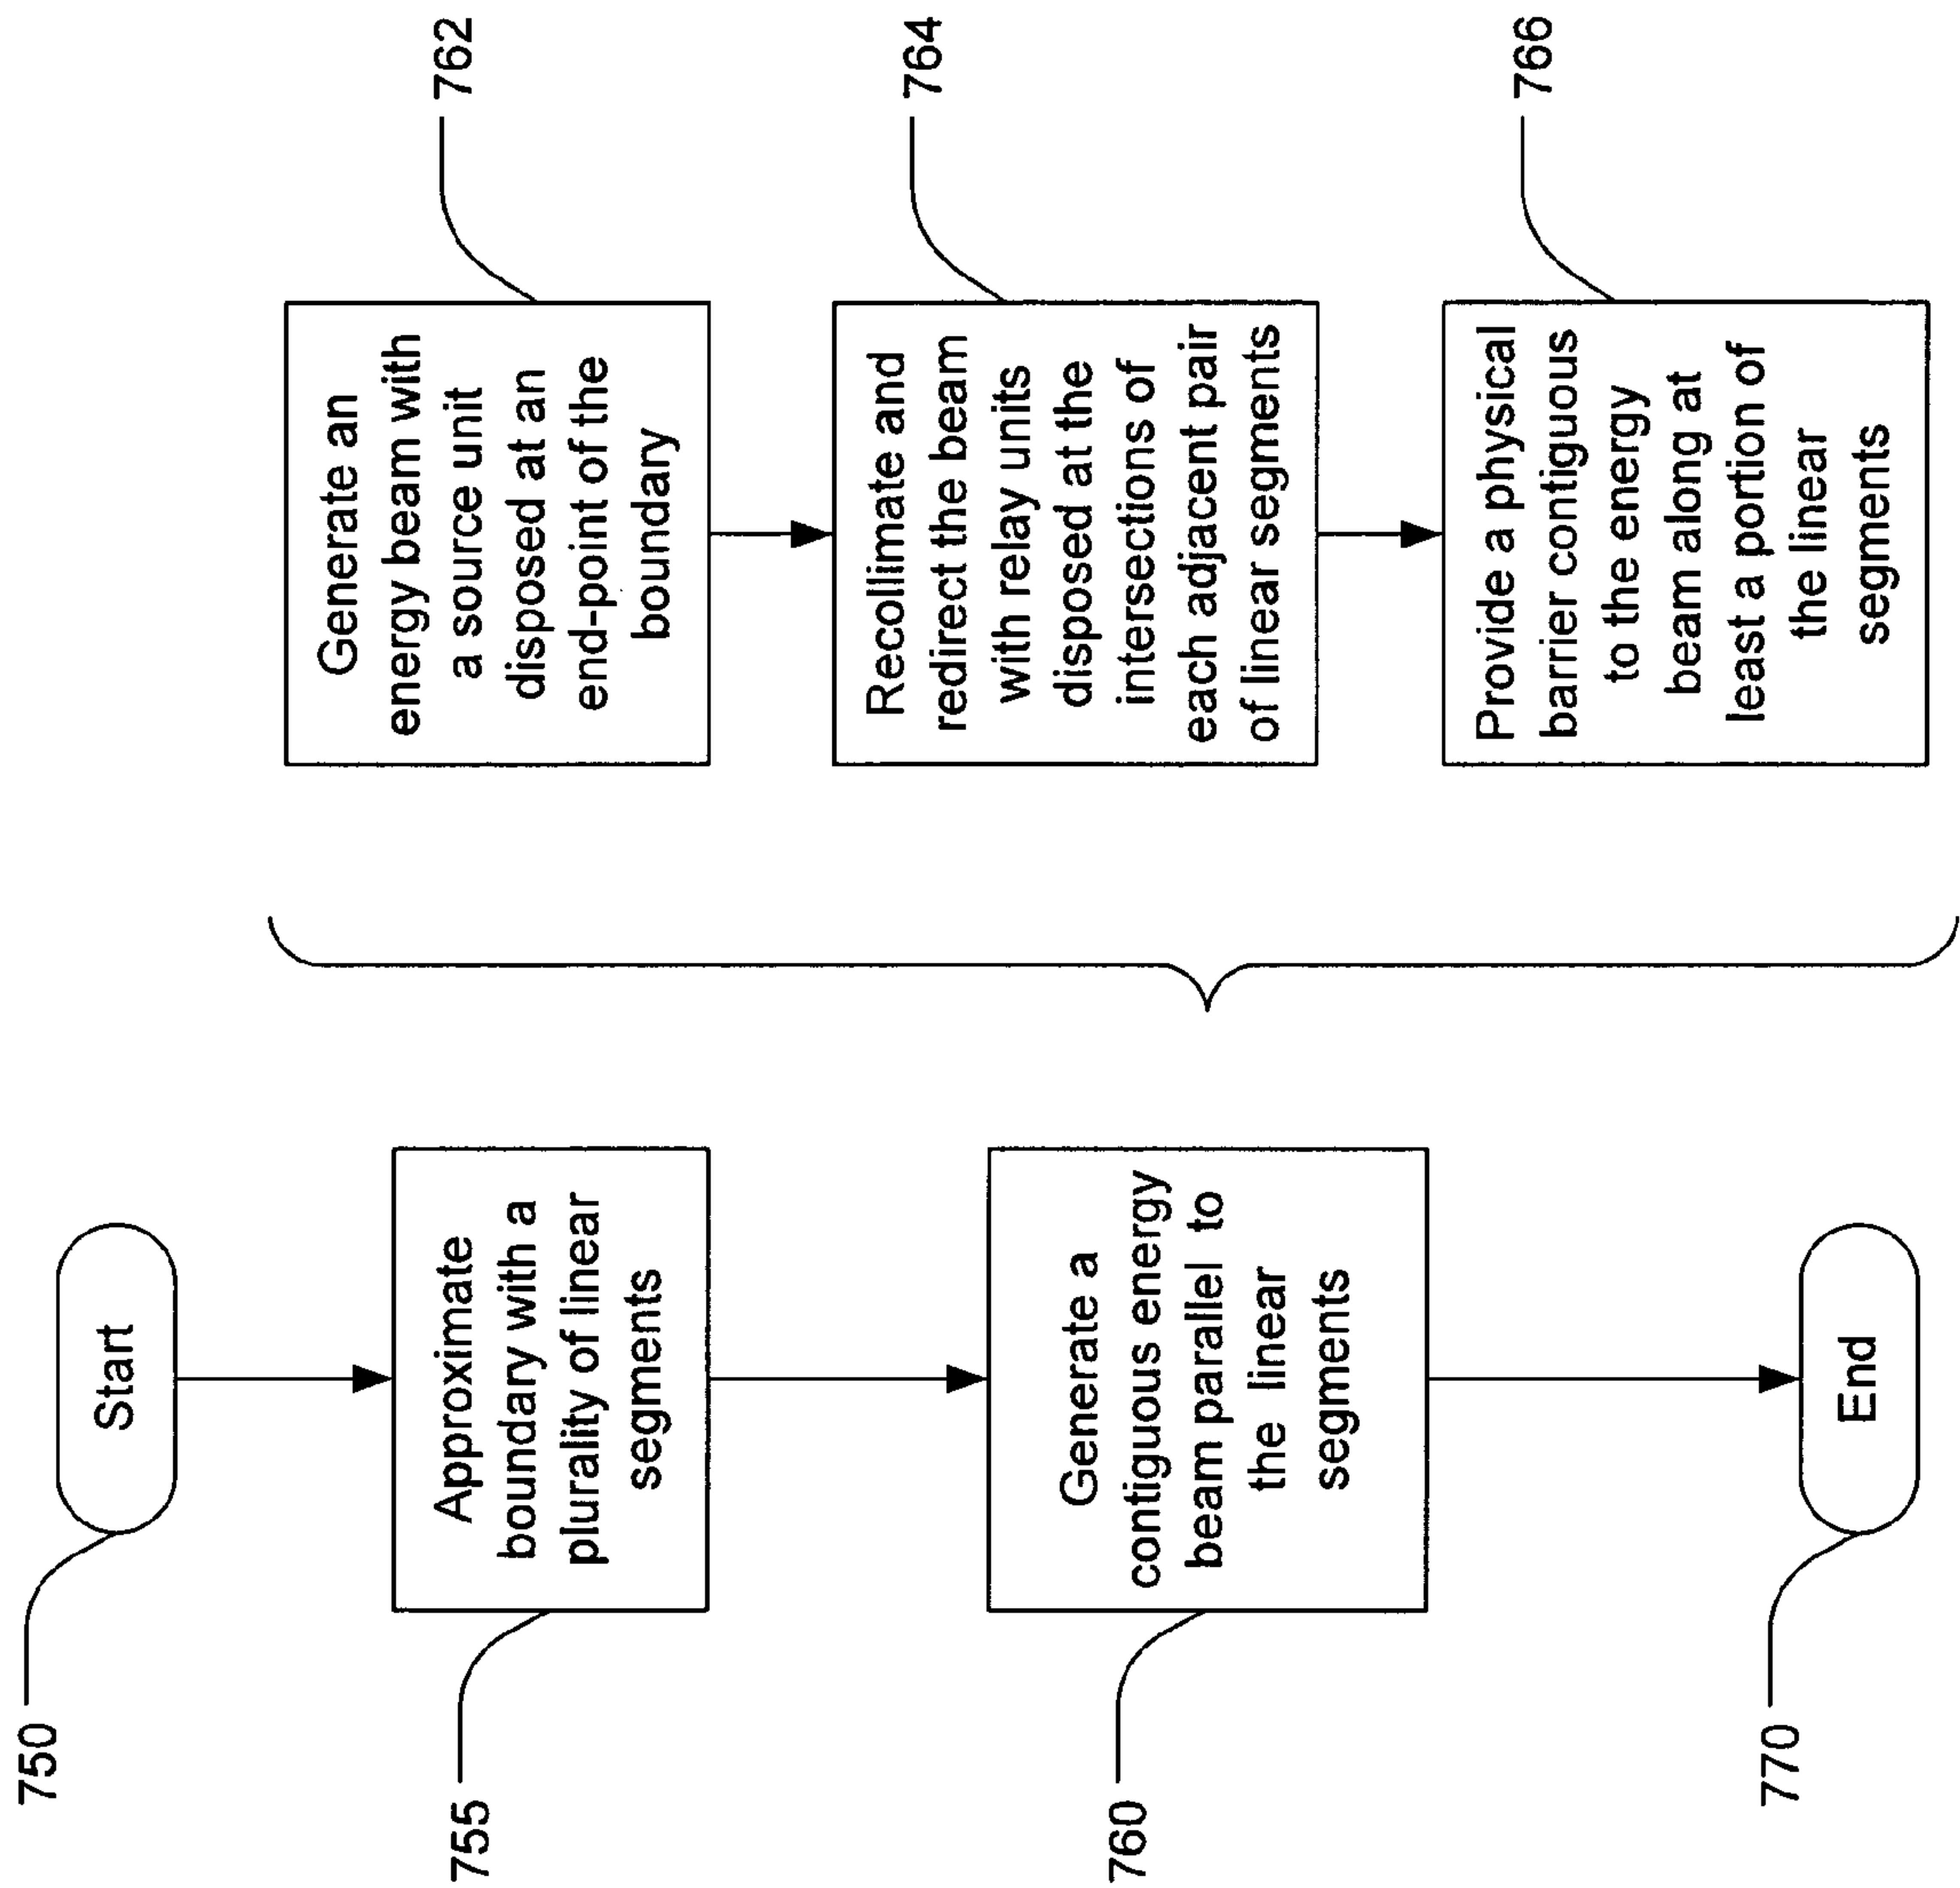 750
Start
755
Approximate
boundary with a
plurality of linear
segments
760
Generate a
contiguous energy
beam parallel to
the linear
segments
770
End
762
Generate an
energy beam with
a source unit
disposed at an
end-point of the
boundary
764
Recollimate and
redirect the beam
with relay units
disposed at the
intersections of
each adjacent pair
of linear segments
766
Provide a physical
barrier contiguous
to the energy
beam along at
least a portion of
the linear
segments